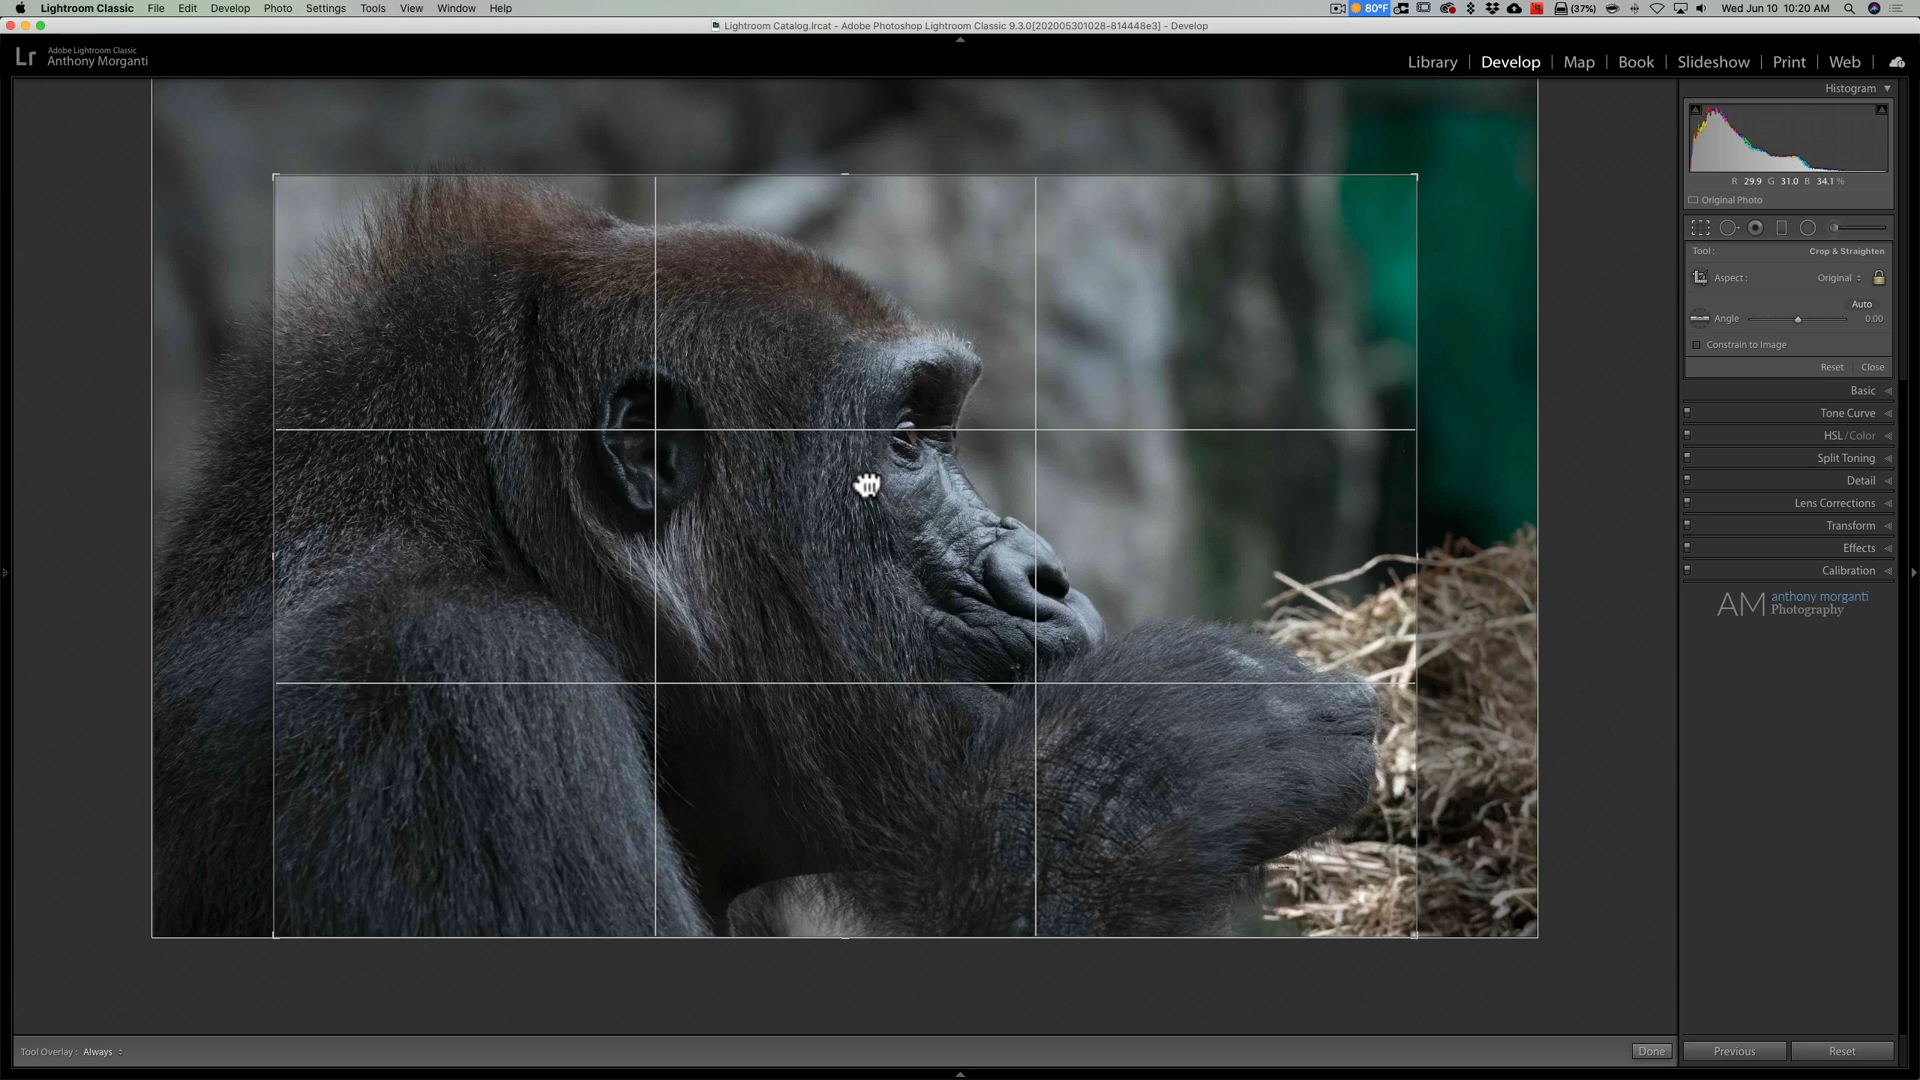 Lightroom Classic File Edit Develop Photo Settings Tools View Window Help
80°F (37%) Wed Jun 10 10:20 AM
Lightroom Catalog.lrcat - Adobe Photoshop Lightroom Classic 9.3.0[202005301028-814448e3] - Develop
Lr
Adobe Lightroom Classic
Anthony Morganti
Library | Develop | Map | Book | Slideshow | Print | Web
Histogram
R 29.9 G 31.0 B 34.1 %
Original Photo
Tool : Crop & Straighten
Aspect : Original
Auto
Angle 0.00
Constrain to Image
Reset Close
Basic
Tone Curve
HSL / Color
Split Toning
Detail
Lens Corrections
Transform
Effects
Calibration
AM anthony morganti
Photography
Tool Overlay : Always
Done
Previous Reset